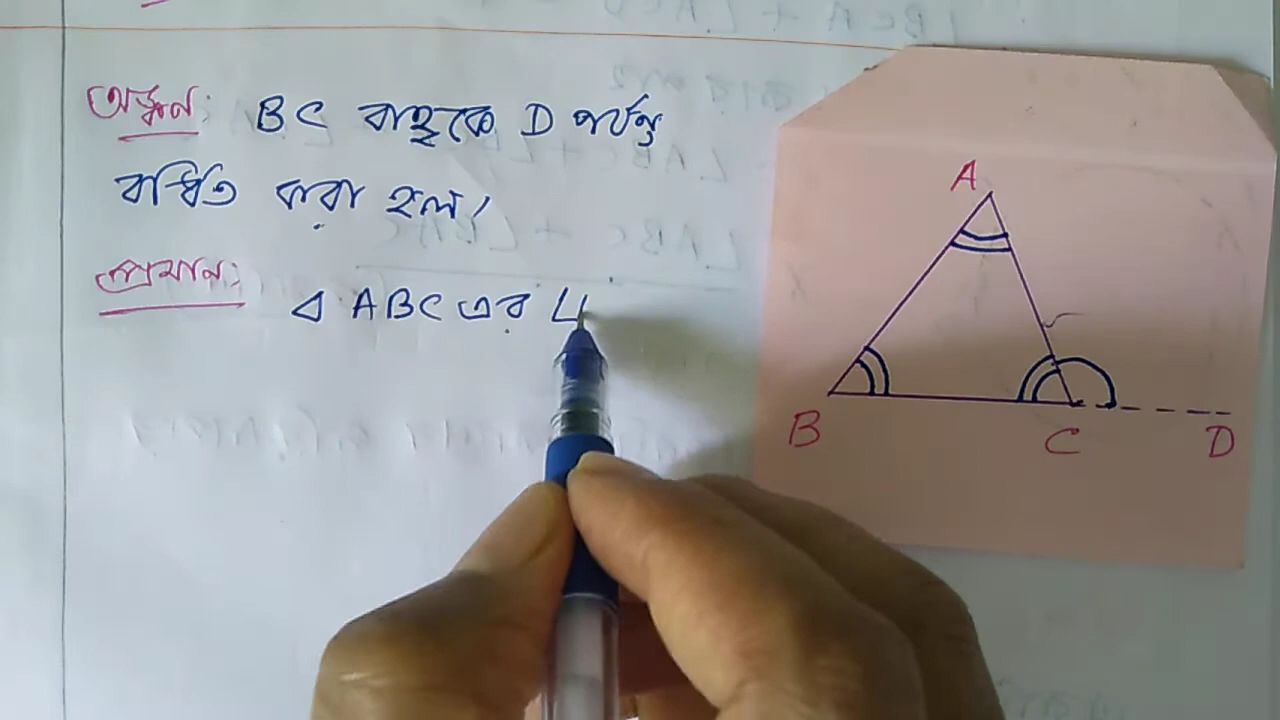 অঙ্কন: BC বাহুকে D পর্যন্ত
বর্ধিত করা হল।
প্রমান: ∆ ABC এর ∠
A
B
C
D